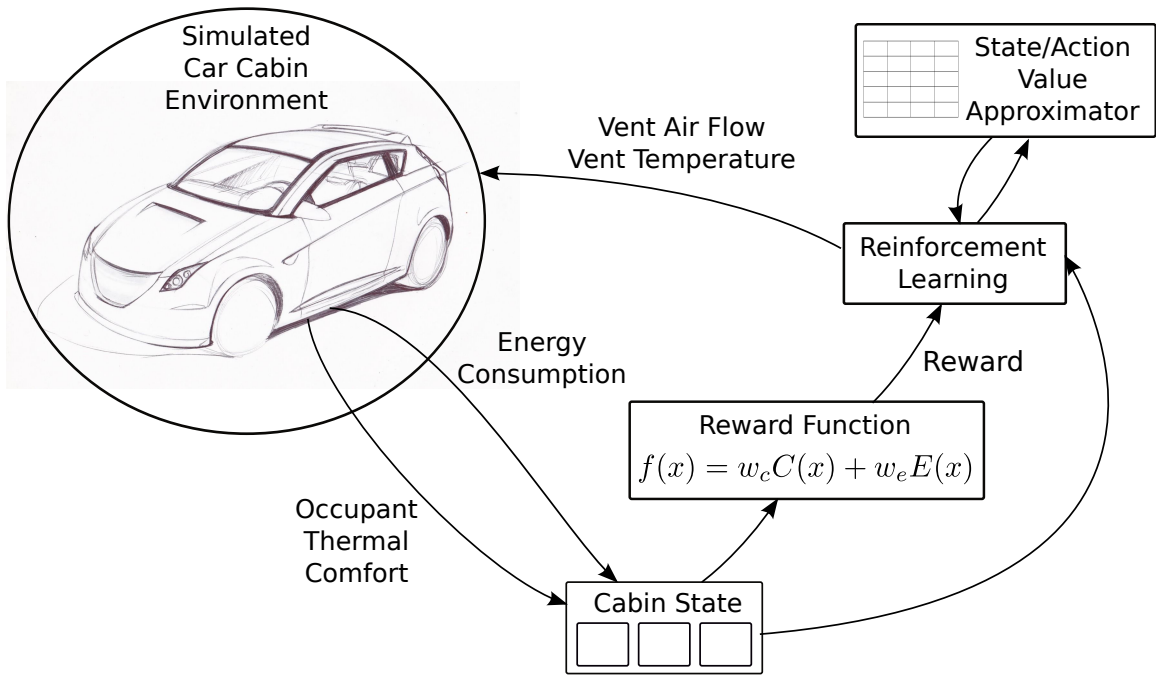 Simulated
Car Cabin
Environment
State/Action
Value
Approximator
Vent Air Flow
Vent Temperature
Reinforcement
Learning
Energy
Consumption
Reward
Reward Function
f(x) = w_cC(x) + w_eE(x)
Occupant
Thermal
Comfort
Cabin State